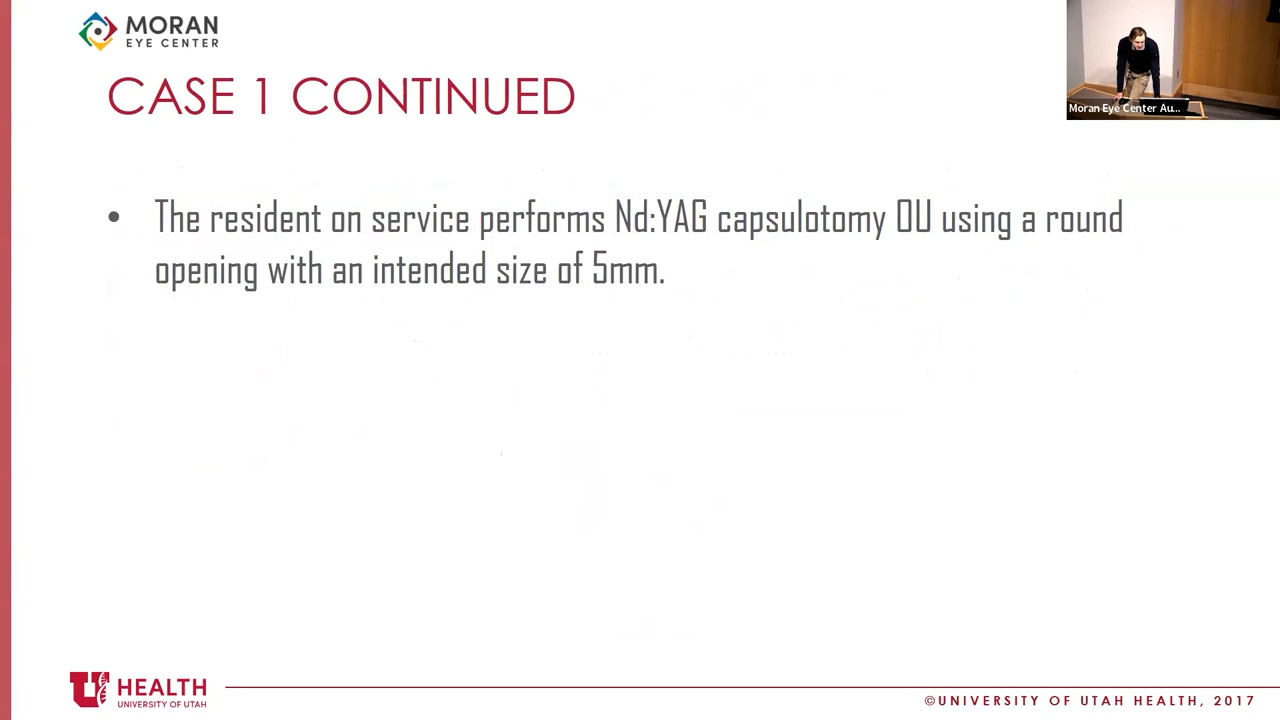 MORAN
EYE CENTER
Moran Eye Center Au...
CASE 1 CONTINUED
• The resident on service performs Nd:YAG capsulotomy OU using a round
opening with an intended size of 5mm.
U HEALTH
UNIVERSITY OF UTAH
©UNIVERSITY OF UTAH HEALTH, 2017